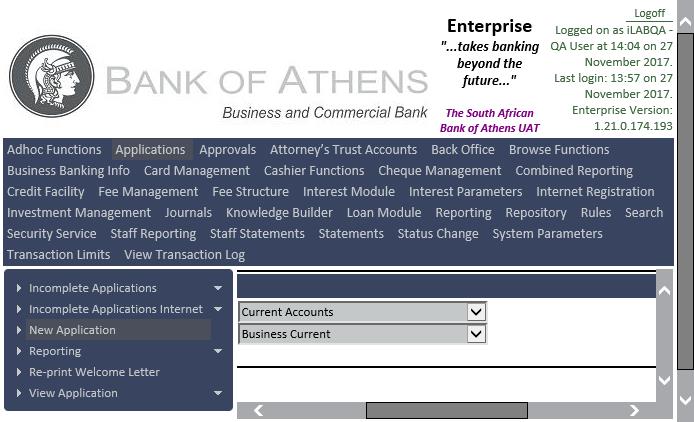 BANK OF ATHENS
Business and Commercial Bank
Enterprise
"...takes banking
beyond the
future..."
The South African
Bank of Athens UAT
Logoff
Logged on as iLABQA -
QA User at 14:04 on 27
November 2017.
Last login: 13:57 on 27
November 2017.
Enterprise Version:
1.21.0.174.193
Adhoc Functions Applications Approvals Attorney's Trust Accounts Back Office Browse Functions
Business Banking Info Card Management Cashier Functions Cheque Management Combined Reporting
Credit Facility Fee Management Fee Structure Interest Module Interest Parameters Internet Registration
Investment Management Journals Knowledge Builder Loan Module Reporting Repository Rules Search
Security Service Staff Reporting Staff Statements Statements Status Change System Parameters
Transaction Limits View Transaction Log
Incomplete Applications
Incomplete Applications Internet
New Application
Reporting
Re-print Welcome Letter
View Application
Current Accounts
Business Current